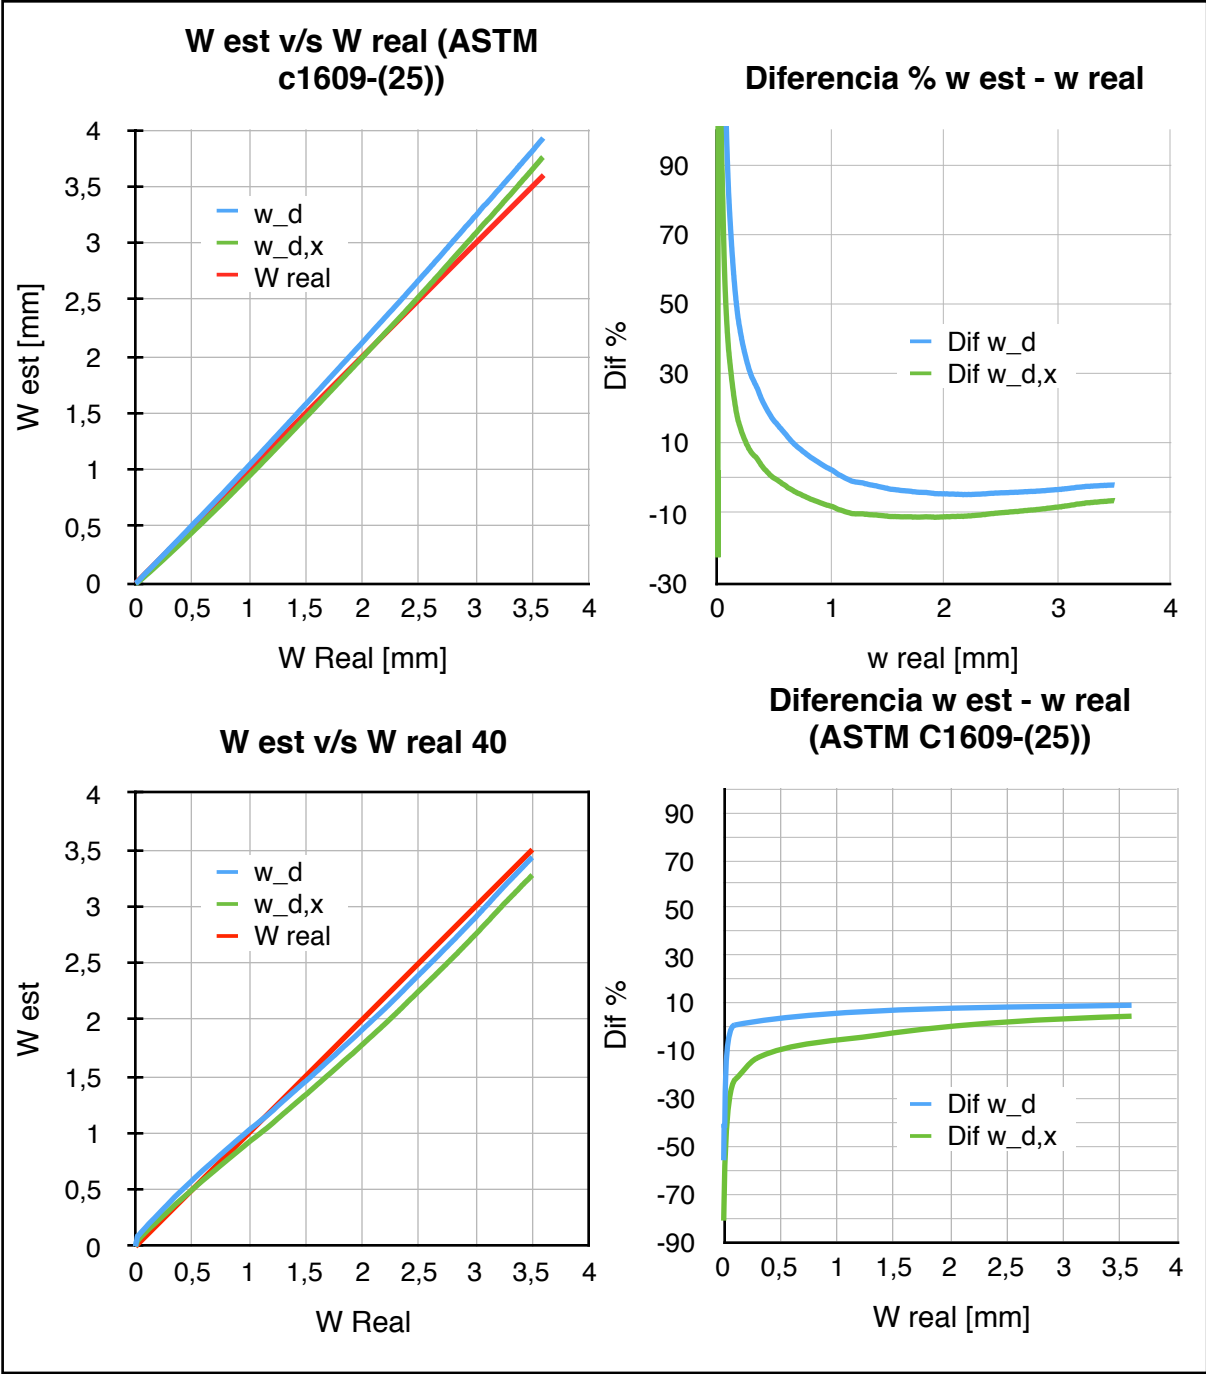 W est v/s W real (ASTM
c1609-(25))
4
3,5
3
2,5
2
1,5
1
0,5
0
W est [mm]
w_d
w_d,x
W real
0 0,5 1 1,5 2 2,5 3 3,5 4
W Real [mm]
Diferencia % w est - w real
90
70
50
30
10
-10
-30
Dif %
Dif w_d
Dif w_d,x
0 1 2 3 4
w real [mm]
W est v/s W real 40
4
3,5
3
2,5
2
1,5
1
0,5
0
W est
w_d
w_d,x
W real
0 0,5 1 1,5 2 2,5 3 3,5 4
W Real
Diferencia w est - w real
(ASTM C1609-(25))
90
70
50
30
10
-10
-30
-50
-70
-90
Dif %
Dif w_d
Dif w_d,x
0 0,5 1 1,5 2 2,5 3 3,5 4
W real [mm]